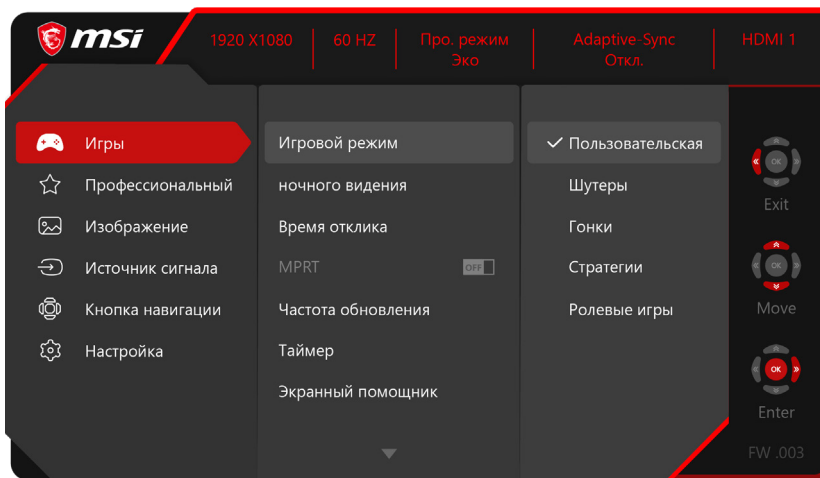 msi
1920 X1080
60 HZ
Про. режим
Эко
Adaptive-Sync
Откл.
HDMI 1
Игры
Профессиональный
Изображение
Источник сигнала
Кнопка навигации
Настройка
Игровой режим
ночного видения
Время отклика
MPRT
OFF
Частота обновления
Таймер
Экранный помощник
Пользовательская
Шутеры
Гонки
Стратегии
Ролевые игры
OK
Exit
OK
Move
OK
Enter
FW .003